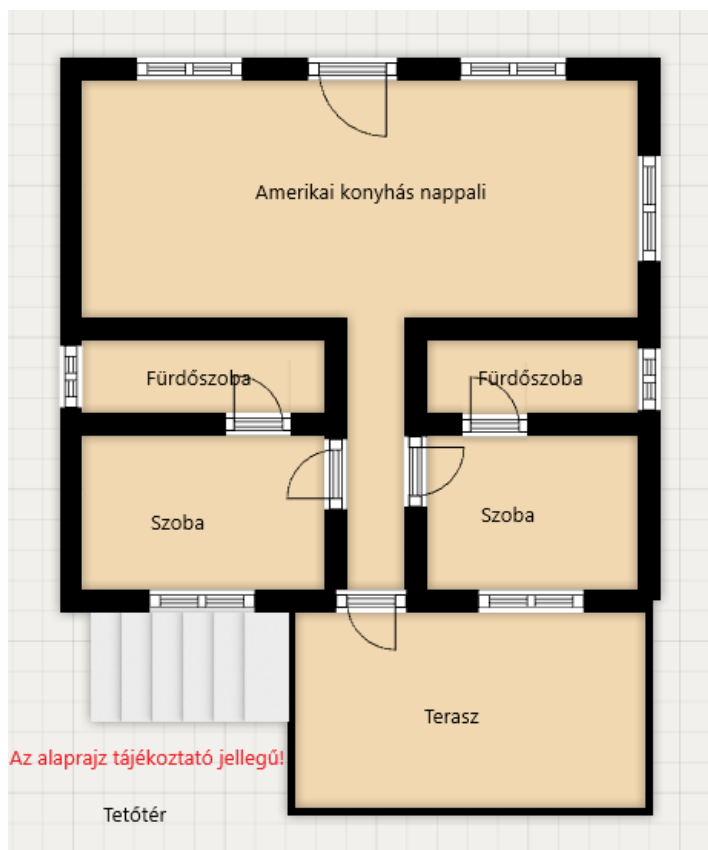 Amerikai konyhás nappali
Fürdőszoba
Fürdőszoba
Szoba
Szoba
Terasz
Az alaprajz tájékoztató jellegű!
Tetőtér